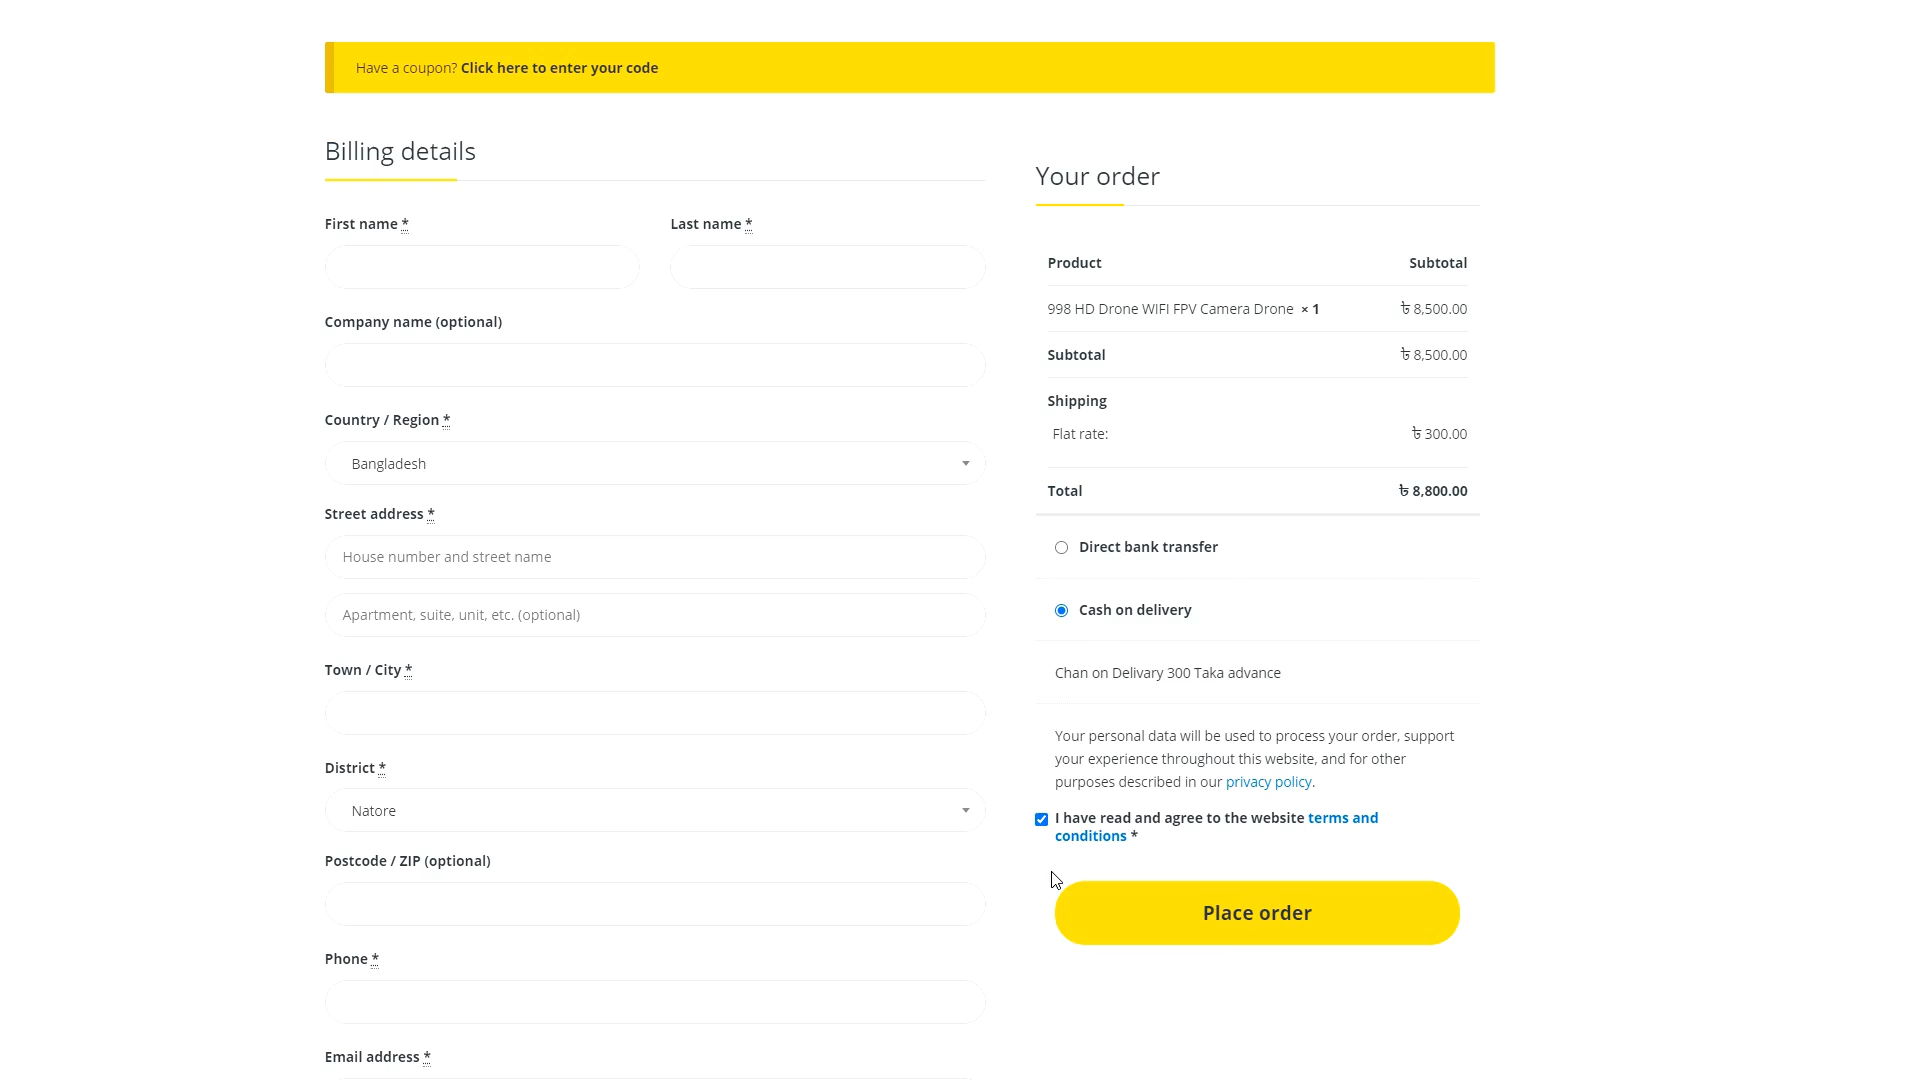 Have a coupon? Click here to enter your code
Billing details
First name *
Last name *
Company name (optional)
Country / Region *
Bangladesh
Street address *
House number and street name
Apartment, suite, unit, etc. (optional)
Town / City *
District *
Natore
Postcode / ZIP (optional)
Phone *
Email address *
Your order
Product Subtotal
998 HD Drone WIFI FPV Camera Drone × 1 ৳ 8,500.00
Subtotal ৳ 8,500.00
Shipping
Flat rate: ৳ 300.00
Total ৳ 8,800.00
Direct bank transfer
Cash on delivery
Chan on Delivary 300 Taka advance
Your personal data will be used to process your order, support
your experience throughout this website, and for other
purposes described in our privacy policy.
I have read and agree to the website terms and
conditions *
Place order